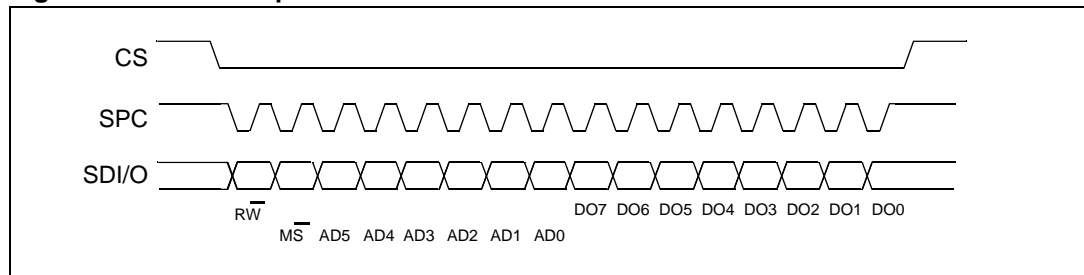 CS
SPC
SDI/O
RW DO7 DO6 DO5 DO4 DO3 DO2 DO1 DO0
MS AD5 AD4 AD3 AD2 AD1 AD0